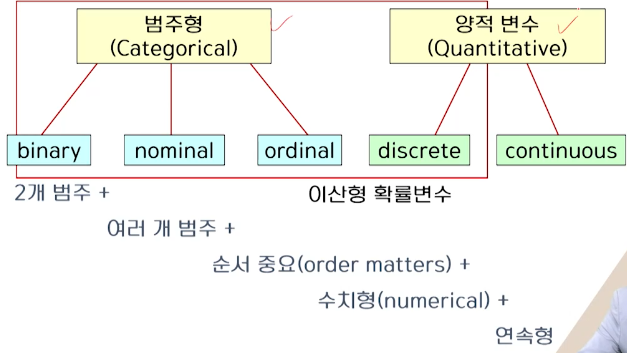 범주형
(Categorical)
양적 변수
(Quantitative)
binary
nominal
ordinal
discrete
continuous
2개 범주 +
이산형 확률변수
여러 개 범주 +
순서 중요(order matters) +
수치형(numerical) +
연속형